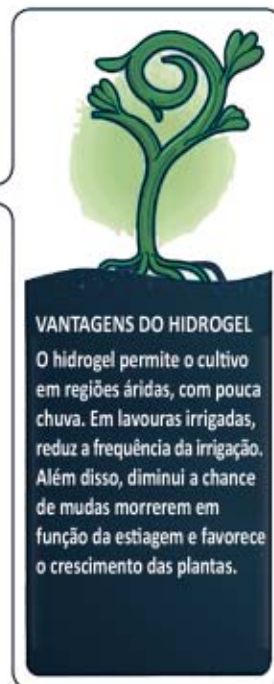 VANTAGENS DO HIDROGEL
O hidrogel permite o cultivo
em regiões áridas, com pouca
chuva. Em lavouras irrigadas,
reduz a frequência da irrigação.
Além disso, diminui a chance
de mudas morrerem em
função da estiagem e favorece
o crescimento das plantas.